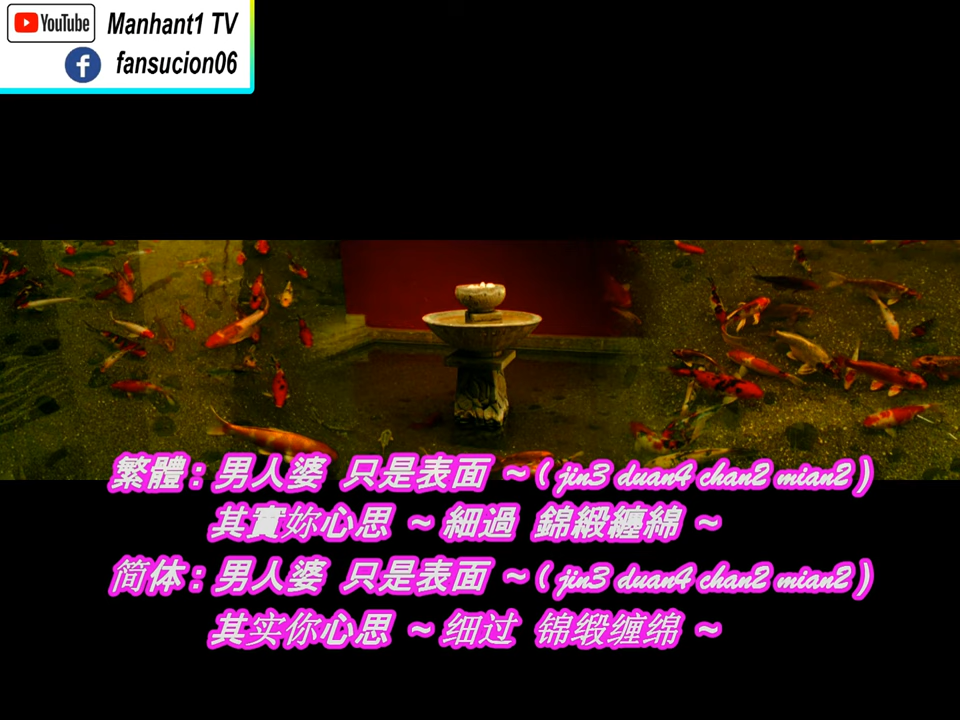 YouTube Manhant1 TV
fansucion06
繁體 : 男人婆 只是表面 ~ ( jin3 duan4 chan2 mian2 )
其實妳心思 ~ 細過 錦緞纏綿 ~
简体 : 男人婆 只是表面 ~ ( jin3 duan4 chan2 mian2 )
其实你心思 ~ 细过 锦缎缠绵 ~